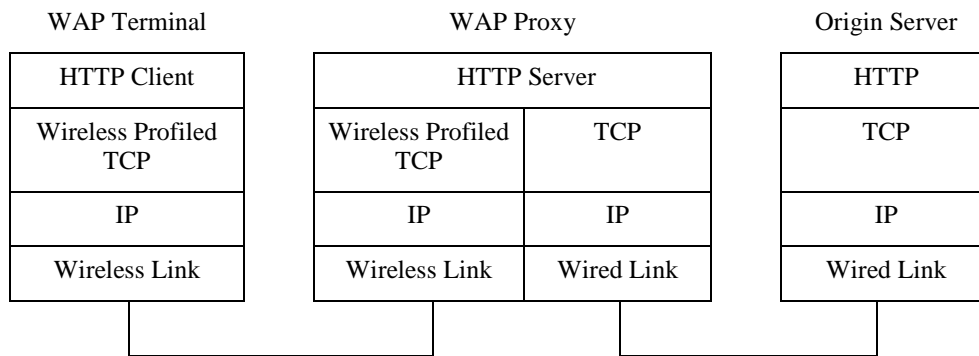 WAP Terminal
WAP Proxy
Origin Server
HTTP Client
HTTP Server
HTTP
Wireless Profiled
TCP
Wireless Profiled
TCP
TCP
TCP
IP
IP
IP
IP
Wireless Link
Wireless Link
Wired Link
Wired Link